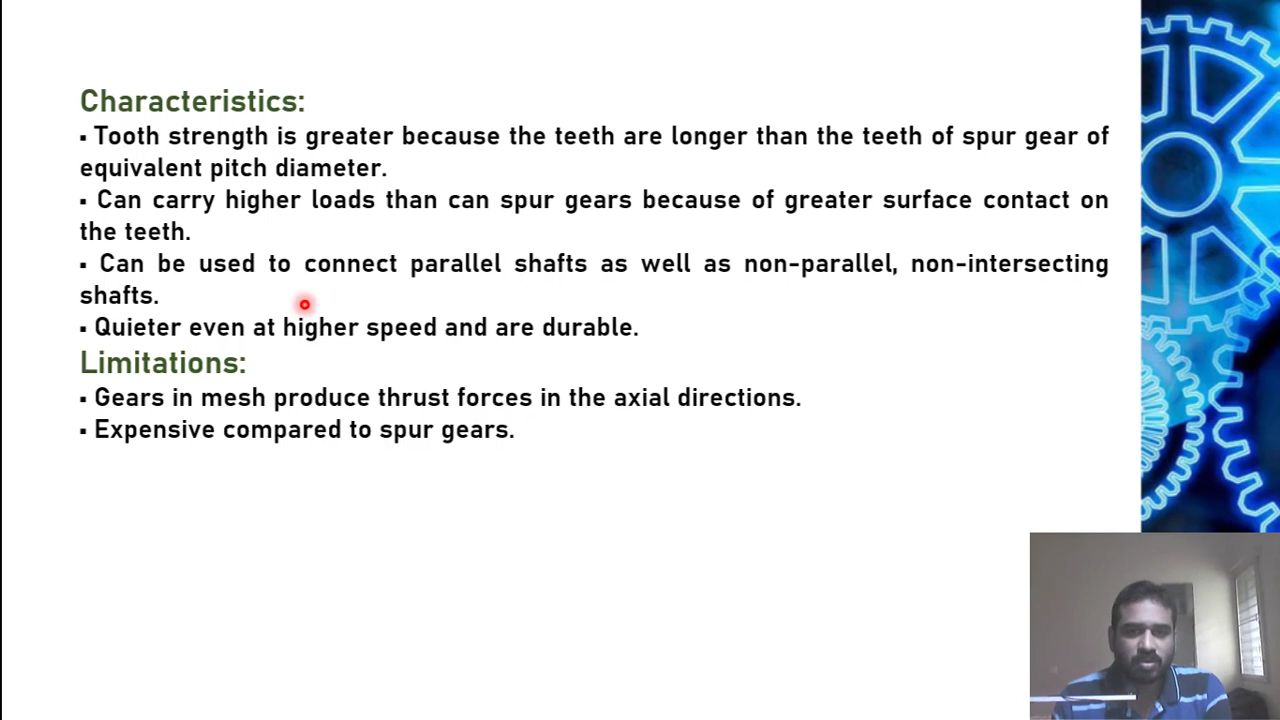 Characteristics:
▪ Tooth strength is greater because the teeth are longer than the teeth of spur gear of
equivalent pitch diameter.
▪ Can carry higher loads than can spur gears because of greater surface contact on
the teeth.
▪ Can be used to connect parallel shafts as well as non-parallel, non-intersecting
shafts.
▪ Quieter even at higher speed and are durable.
Limitations:
▪ Gears in mesh produce thrust forces in the axial directions.
▪ Expensive compared to spur gears.